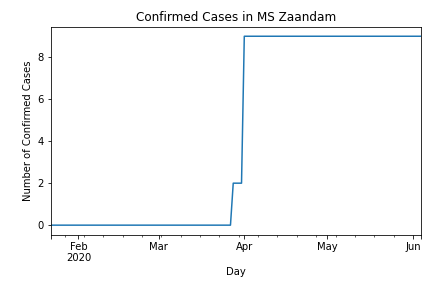 Confirmed Cases in MS Zaandam
Number of Confirmed Cases
8
6
4
2
0
Feb Mar Apr May Jun
2020
Day